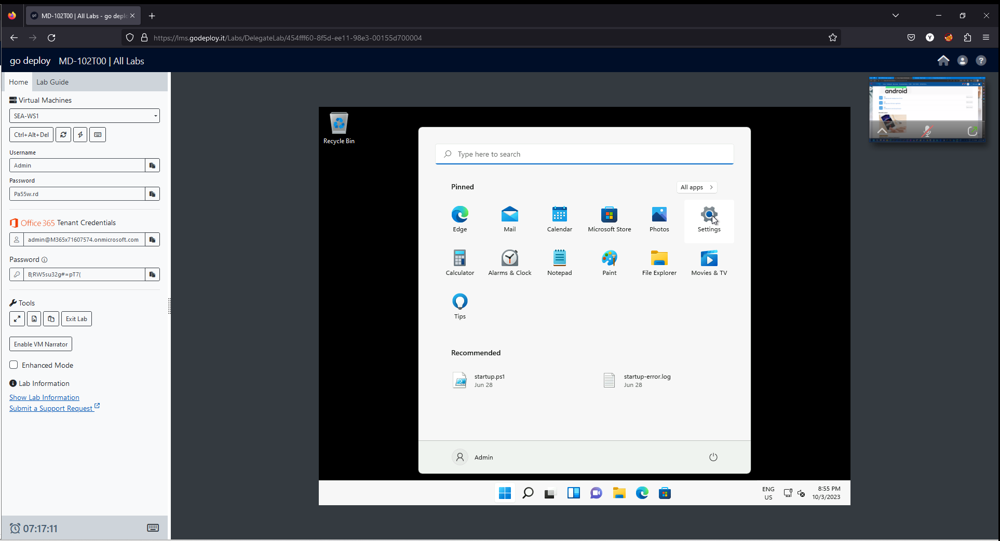 MD-102T00 | All Labs - go deplo
https://lms.godeploy.it/Labs/DelegateLab/454fff60-8f5d-ee11-98e3-00155d700004
Y
go deploy MD-102T00 | All Labs
Home Lab Guide
Virtual Machines
SEA-WS1
Ctrl+Alt+Del
Username
Admin
Password
Pa55w.rd
Office 365 Tenant Credentials
admin@M365x71607574.onmicrosoft.com
Password
B;RW5su32g#=pT7(
Tools
Exit Lab
Enable VM Narrator
Enhanced Mode
Lab Information
Show Lab Information
Submit a Support Request
07:17:11
Recycle Bin
Type here to search
Pinned
All apps
Edge
Mail
Calendar
Microsoft Store
Photos
Settings
Calculator
Alarms & Clock
Notepad
Paint
File Explorer
Movies & TV
Tips
Recommended
startup.ps1
Jun 28
startup-error.log
Jun 28
Admin
ENG
US
8:55 PM
10/3/2023
android